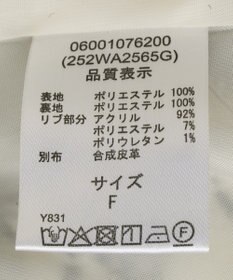 06001076200
(252WA2565G)
品質表示
表地 ポリエステル 100%
裏地 ポリエステル 100%
リブ部分 アクリル 92%
ポリエステル 7%
ポリウレタン 1%
別布 合成皮革
サイズ
F
Y831